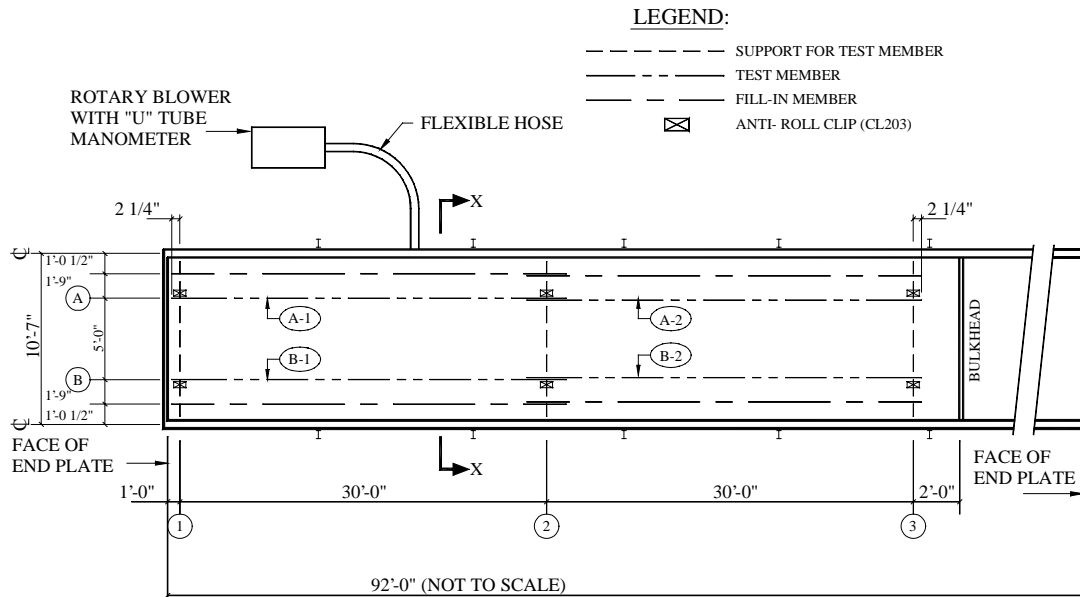 LEGEND:
SUPPORT FOR TEST MEMBER
TEST MEMBER
FILL-IN MEMBER
ANTI- ROLL CLIP (CL203)
ROTARY BLOWER
WITH "U" TUBE
MANOMETER
FLEXIBLE HOSE
X
2 1/4"
2 1/4"
℄
1'-0 1/2"
1'-9"
A
A-1
A-2
10'-7"
5'-0"
B-1
B-2
BULKHEAD
B
1'-9"
1'-0 1/2"
℄
FACE OF
END PLATE
X
FACE OF
END PLATE
1'-0"
30'-0"
30'-0"
2'-0"
1
2
3
92'-0" (NOT TO SCALE)